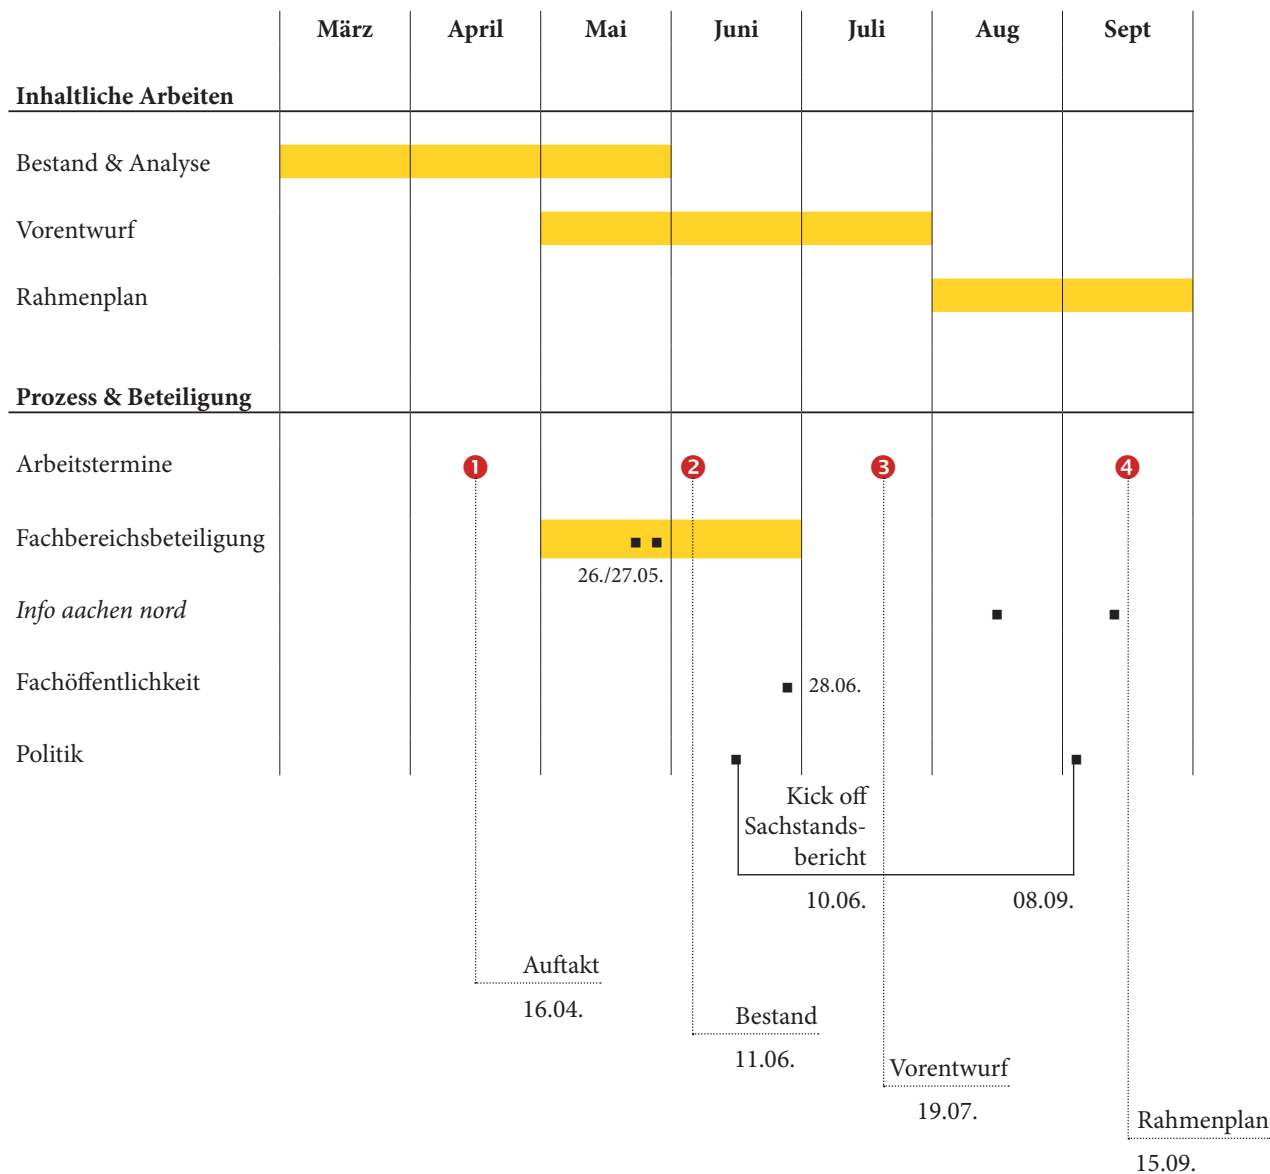 März April Mai Juni Juli Aug Sept
Inhaltliche Arbeiten
Bestand & Analyse
Vorentwurf
Rahmenplan
Prozess & Beteiligung
Arbeitstermine 1 2 3 4
Fachbereichsbeteiligung
26./27.05.
Info aachen nord
Fachöffentlichkeit 28.06.
Politik
Kick off
Sachstands-
bericht
10.06. 08.09.
Auftakt
16.04.
Bestand
11.06.
Vorentwurf
19.07.
Rahmenplan
15.09.